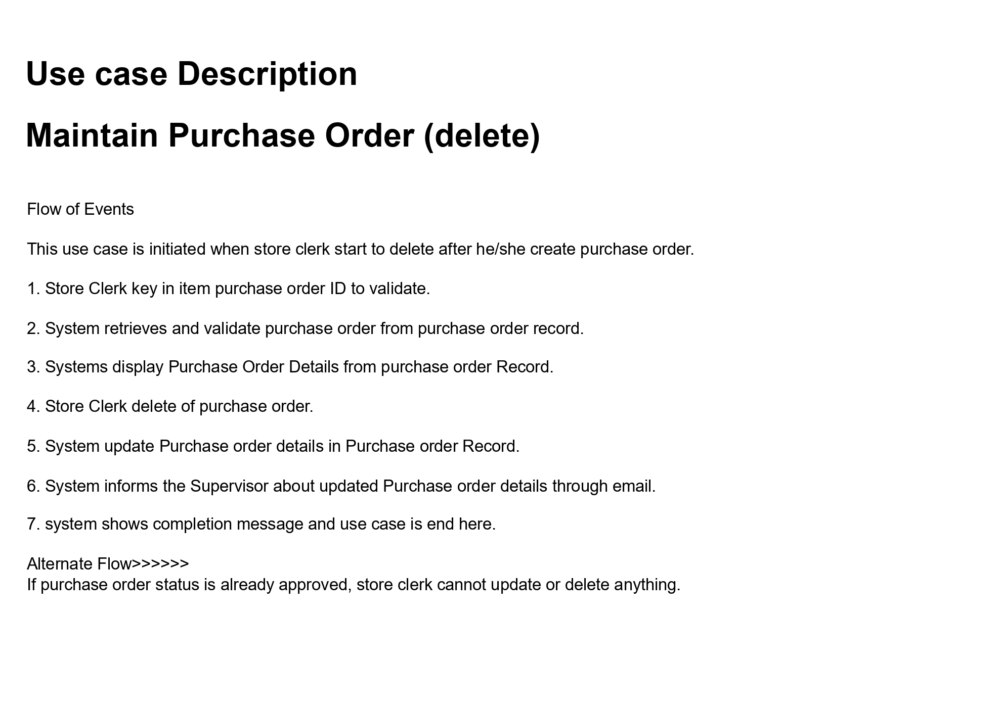 Use case Description
Maintain Purchase Order (delete)
Flow of Events
This use case is initiated when store clerk start to delete after he/she create purchase order.
1. Store Clerk key in item purchase order ID to validate.
2. System retrieves and validate purchase order from purchase order record.
3. Systems display Purchase Order Details from purchase order Record.
4. Store Clerk delete of purchase order.
5. System update Purchase order details in Purchase order Record.
6. System informs the Supervisor about updated Purchase order details through email.
7. system shows completion message and use case is end here.
Alternate Flow>>>>>>
If purchase order status is already approved, store clerk cannot update or delete anything.